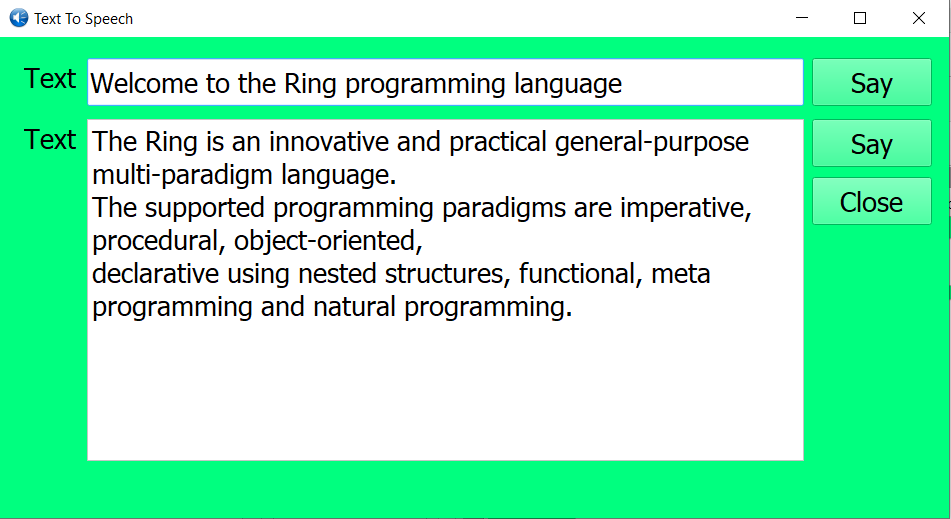 Text To Speech
Text
Welcome to the Ring programming language
Say
Text
The Ring is an innovative and practical general-purpose
multi-paradigm language.
The supported programming paradigms are imperative,
procedural, object-oriented,
declarative using nested structures, functional, meta
programming and natural programming.
Say
Close